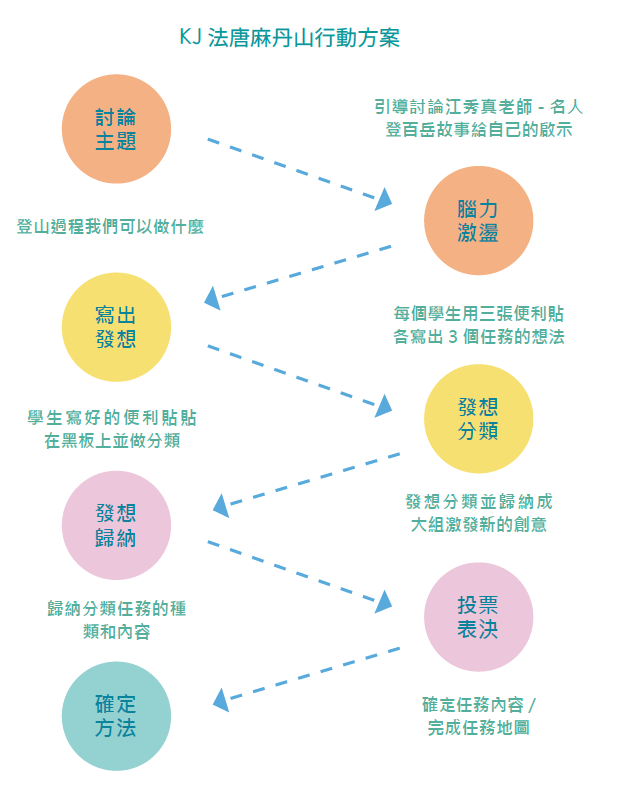 KJ 法唐麻丹山行動方案
討論
主題
引導討論江秀真老師 - 名人
登百岳故事給自己的啟示
腦力
激盪
登山過程我們可以做什麼
寫出
發想
每個學生用三張便利貼
各寫出 3 個任務的想法
發想
分類
學生寫好的便利貼貼
在黑板上並做分類
發想
歸納
發想分類並歸納成
大組激發新的創意
投票
表決
歸納分類任務的種
類和內容
確定
方法
確定任務內容 /
完成任務地圖